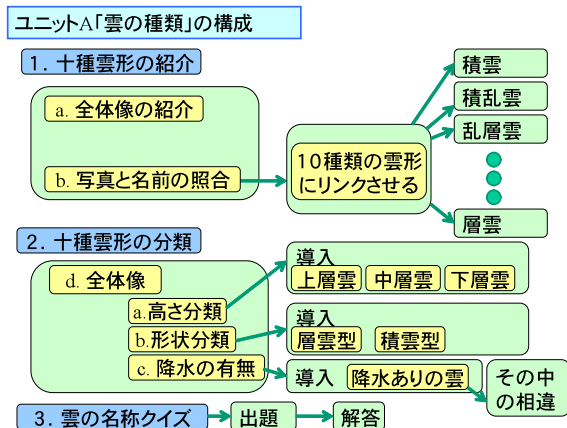 ユニットA「雲の種類」の構成
1. 十種雲形の紹介
a. 全体像の紹介
b. 写真と名前の照合
10種類の雲形
にリンクさせる
積雲
積乱雲
乱層雲
層雲
2. 十種雲形の分類
d. 全体像
a.高さ分類
b.形状分類
c. 降水の有無
導入
上層雲 中層雲 下層雲
導入
層雲型 積雲型
導入 降水ありの雲
その中
の相違
3. 雲の名称クイズ
出題
解答